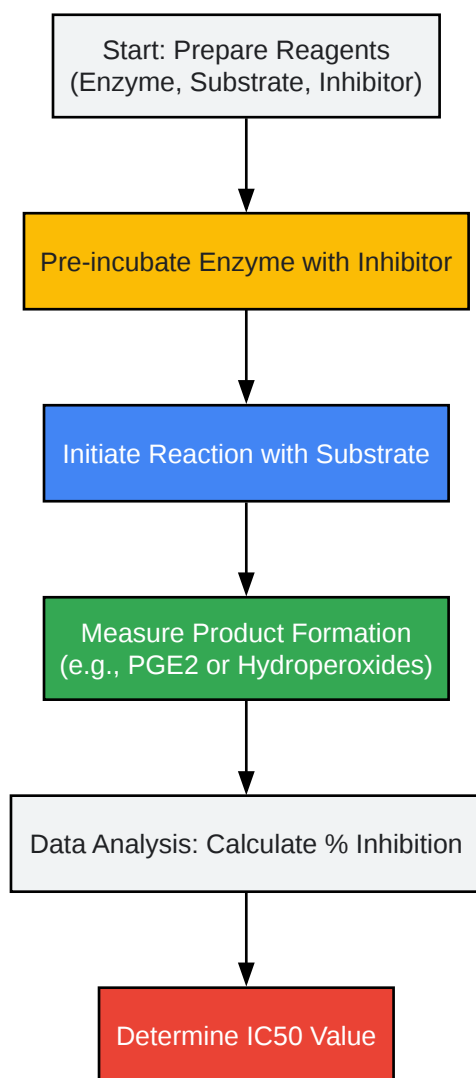 Start: Prepare Reagents
(Enzyme, Substrate, Inhibitor)
Pre-incubate Enzyme with Inhibitor
Initiate Reaction with Substrate
Measure Product Formation
(e.g., PGE2 or Hydroperoxides)
Data Analysis: Calculate % Inhibition
Determine IC50 Value